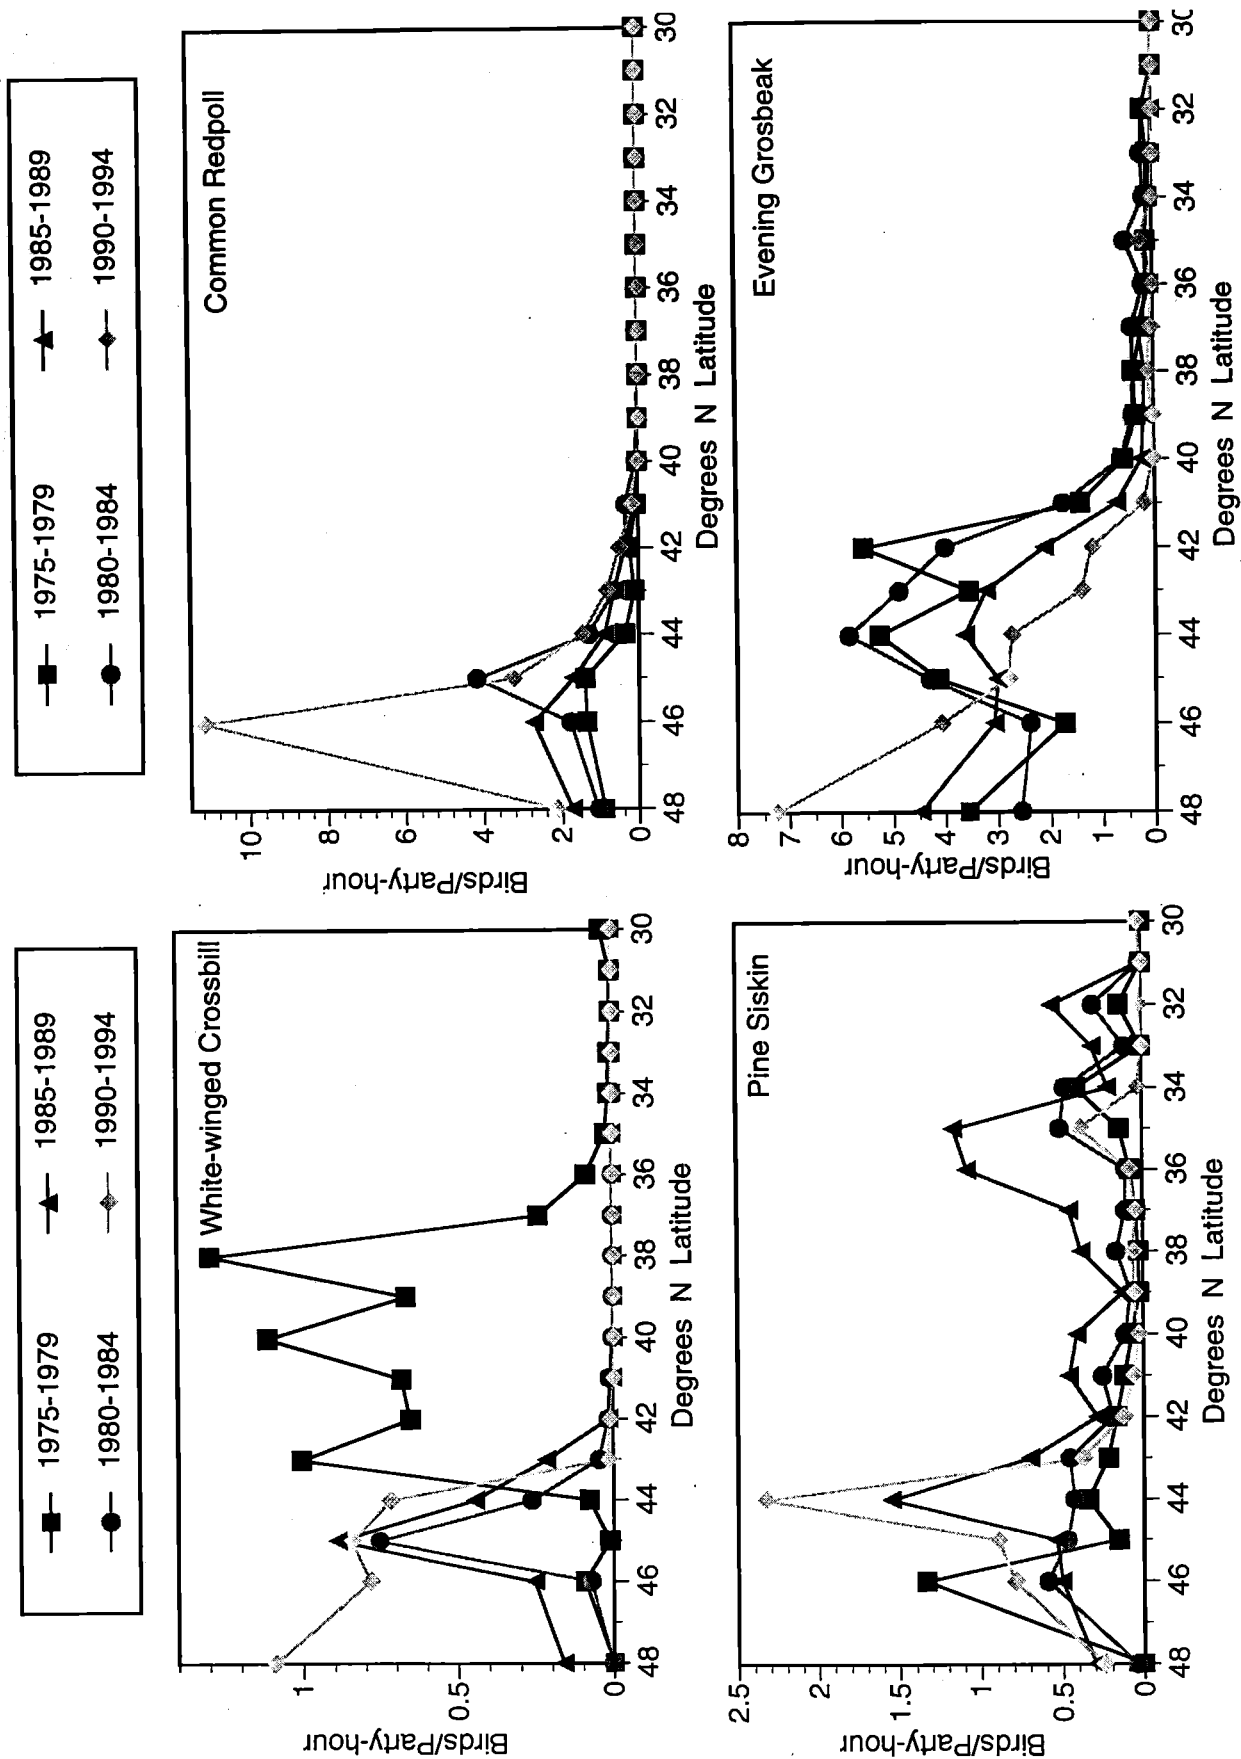 1975-1979 1985-1989
1980-1984 1990-1994
1975-1979 1985-1989
1980-1984 1990-1994
White-winged Crossbill
Birds/Party-hour
1
0.5
0
48 46 44 42 40 38 36 34 32 30
Degrees N Latitude
Common Redpoll
Birds/Party-hour
10
8
6
4
2
0
48 46 44 42 40 38 36 34 32 30
Degrees N Latitude
Pine Siskin
Birds/Party-hour
2.5
2
1.5
1
0.5
0
48 46 44 42 40 38 36 34 32 30
Degrees N Latitude
Evening Grosbeak
Birds/Party-hour
8
7
6
5
4
3
2
1
0
48 46 44 42 40 38 36 34 32 30
Degrees N Latitude